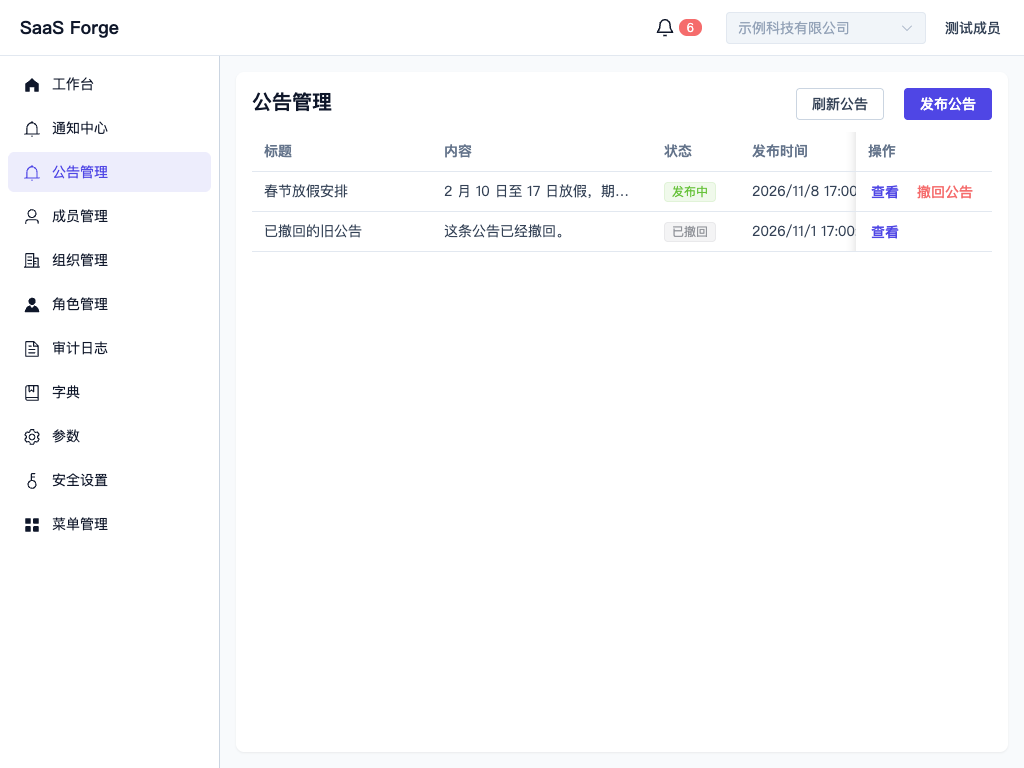 SaaS Forge
6
示例科技有限公司
测试成员
工作台
通知中心
公告管理
成员管理
组织管理
角色管理
审计日志
字典
参数
安全设置
菜单管理
公告管理
刷新公告
发布公告
标题 内容 状态 发布时间 操作
春节放假安排 2 月 10 日至 17 日放假，期... 发布中 2026/11/8 17:00 查看 撤回公告
已撤回的旧公告 这条公告已经撤回。 已撤回 2026/11/1 17:00: 查看